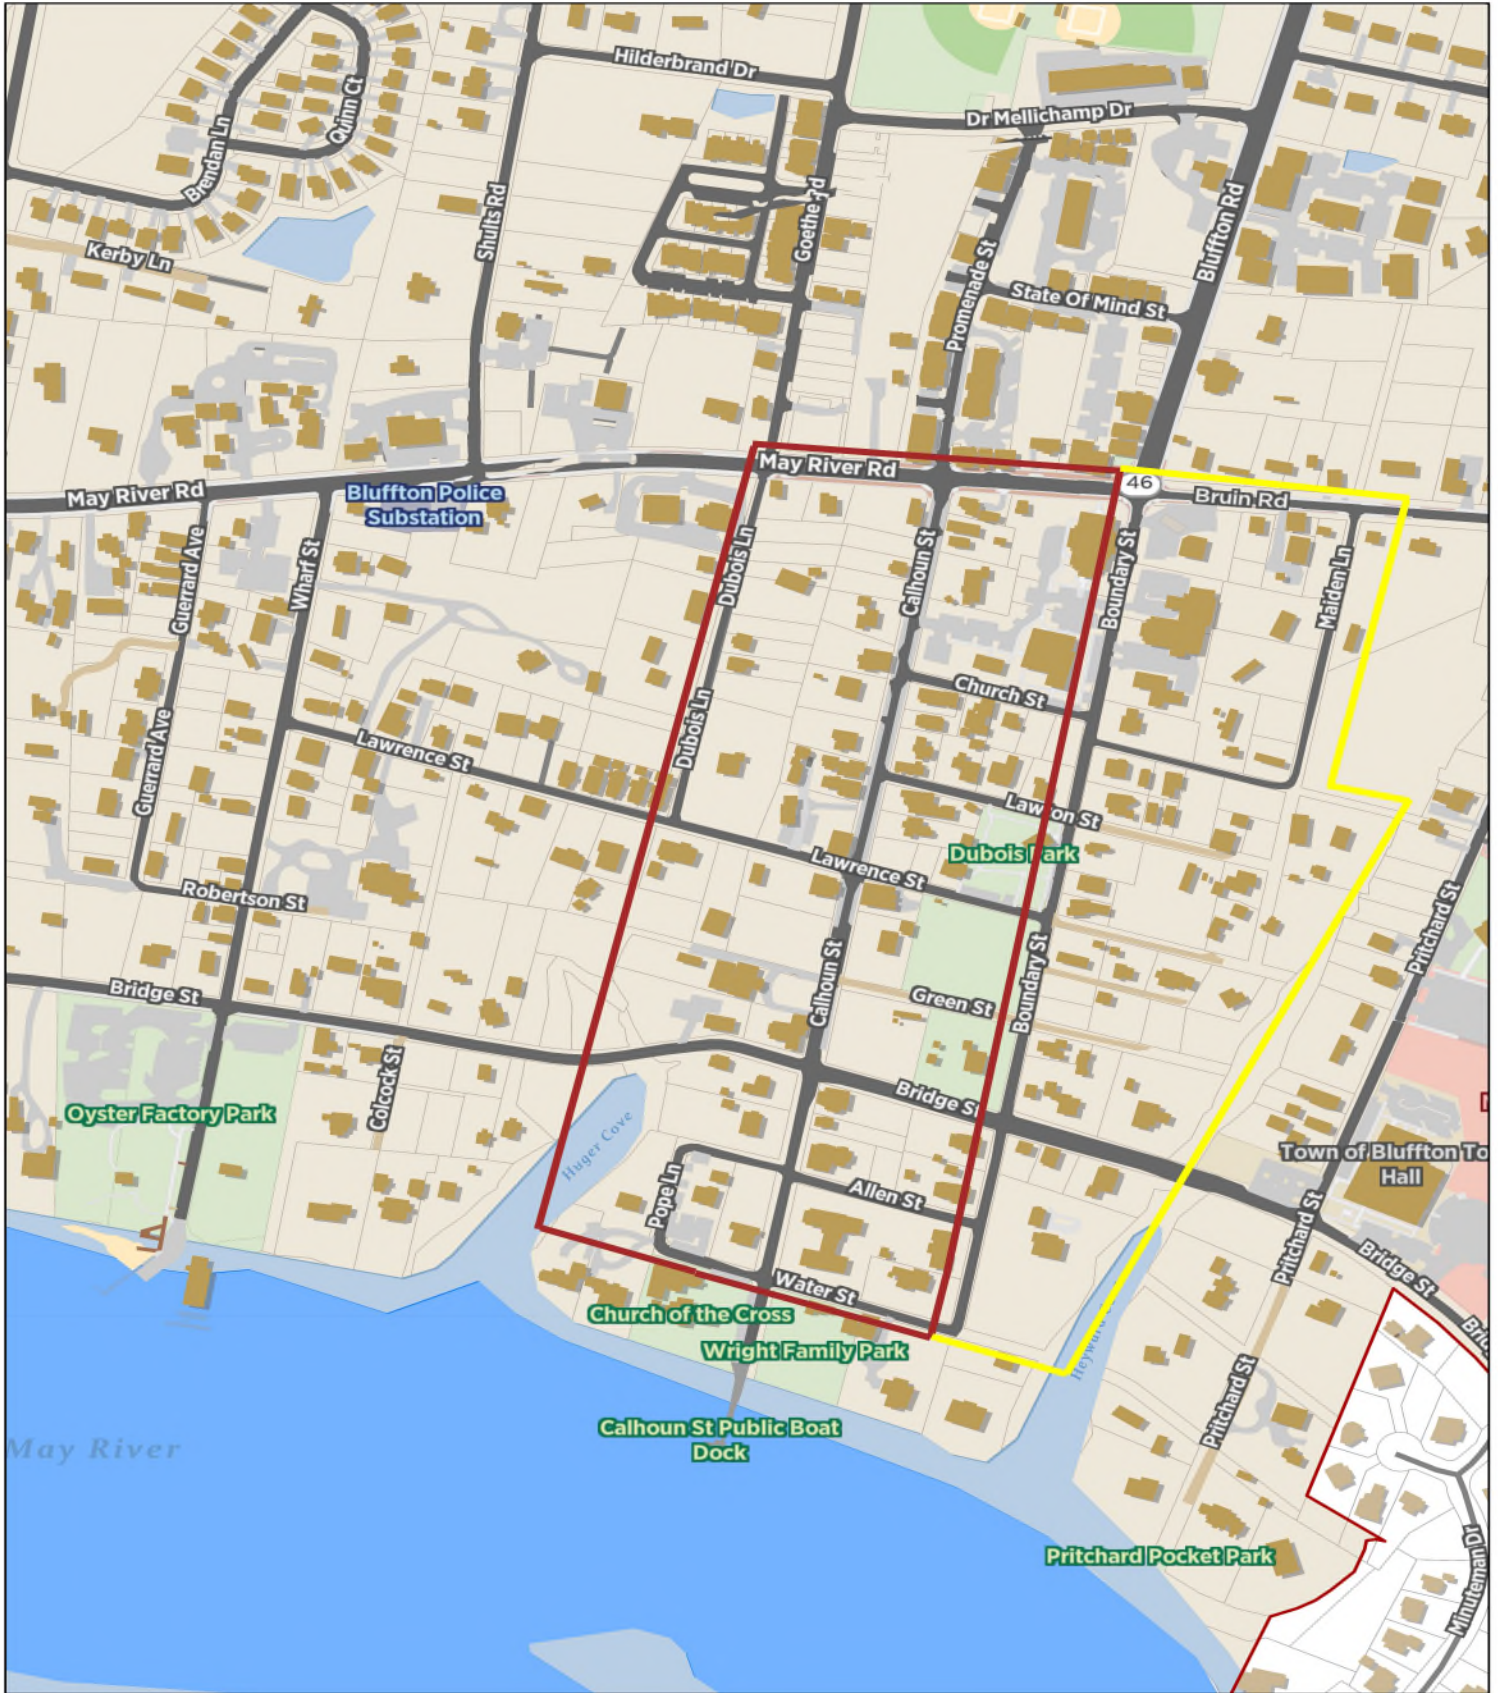 Hilderbrand Dr
Dr Mellichamp Dr
Quinn Ct
Brendan Ln
Shults Rd
Goethe Rd
Bluffton Rd
Kerby Ln
Promenade St
State Of Mind St
May River Rd
46
Bruin Rd
May River Rd
Bluffton Police
Substation
Guerrard Ave
Wharf St
Dubois Ln
Calhoun St
Boundary St
Maiden Ln
Church St
Dubois Ln
Guerrard Ave
Lawrence St
Lawton St
Dubois Park
Lawrence St
Robertson St
Pritchard St
Calhoun St
Boundary St
Bridge St
Green St
Colcock St
Bridge St
Oyster Factory Park
Huger Cove
Town of Bluffton To
Hall
Pope Ln
Allen St
Pritchard St
Bridge St
Water St
Church of the Cross
Heyward
Wright Family Park
Pritchard St
Calhoun St Public Boat
Dock
May River
Pritchard Pocket Park
Minuteman Dr